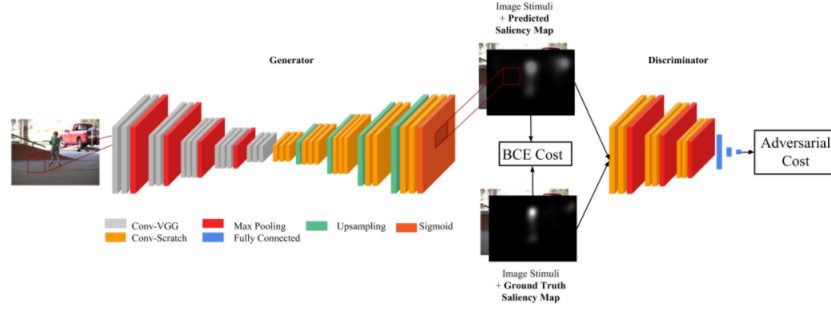 Image Stimuli
+ Predicted
Saliency Map
Generator
Discriminator
BCE Cost
Adversarial
Cost
Conv-VGG
Max Pooling
Upsampling
Sigmoid
Conv-Scratch
Fully Connected
Image Stimuli
+ Ground Truth
Saliency Map